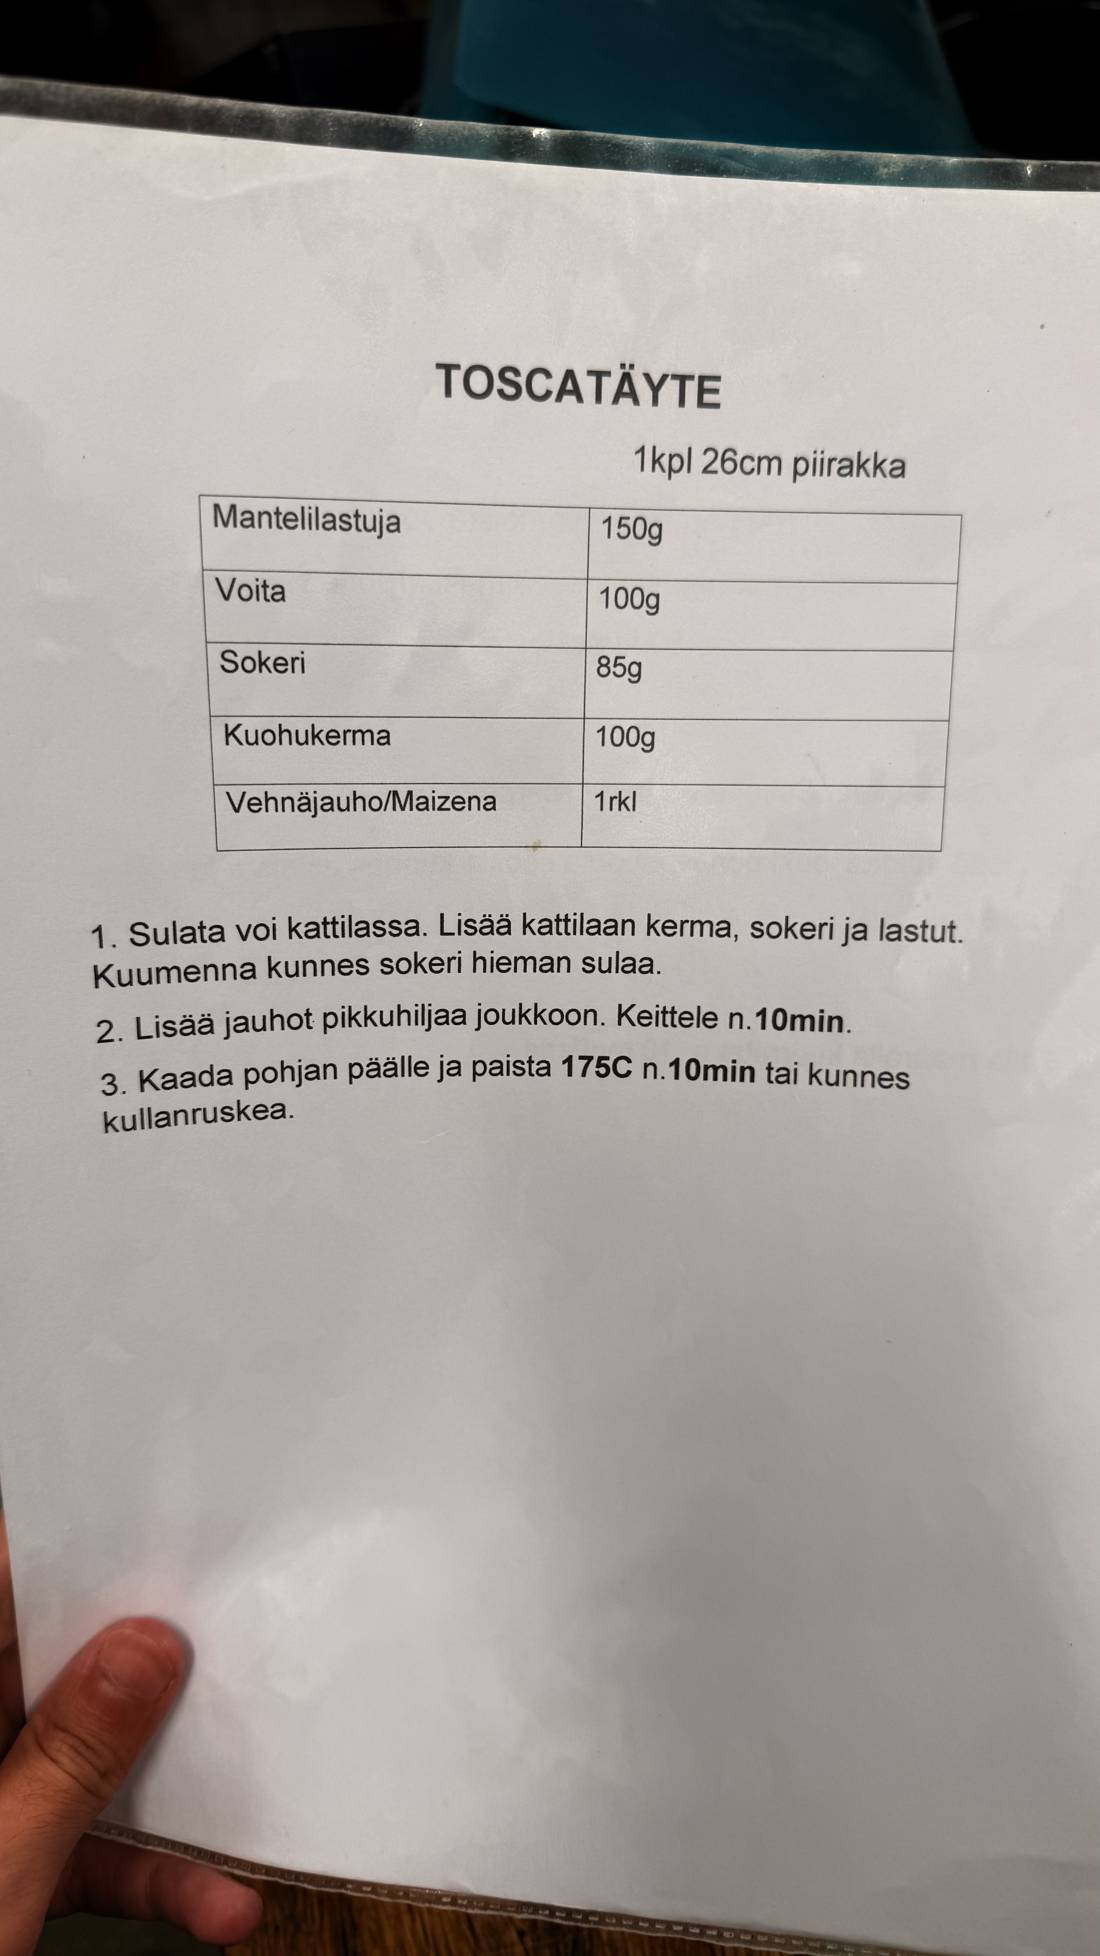 TOSCATÄYTE
1kpl 26cm piirakka
Mantelilastuja 150g
Voita 100g
Sokeri 85g
Kuohukerma 100g
Vehnäjauho/Maizena 1rkl
1. Sulata voi kattilassa. Lisää kattilaan kerma, sokeri ja lastut.
Kuumenna kunnes sokeri hieman sulaa.
2. Lisää jauhot pikkuhiljaa joukkoon. Keittele n.10min.
3. Kaada pohjan päälle ja paista 175C n.10min tai kunnes
kullanruskea.